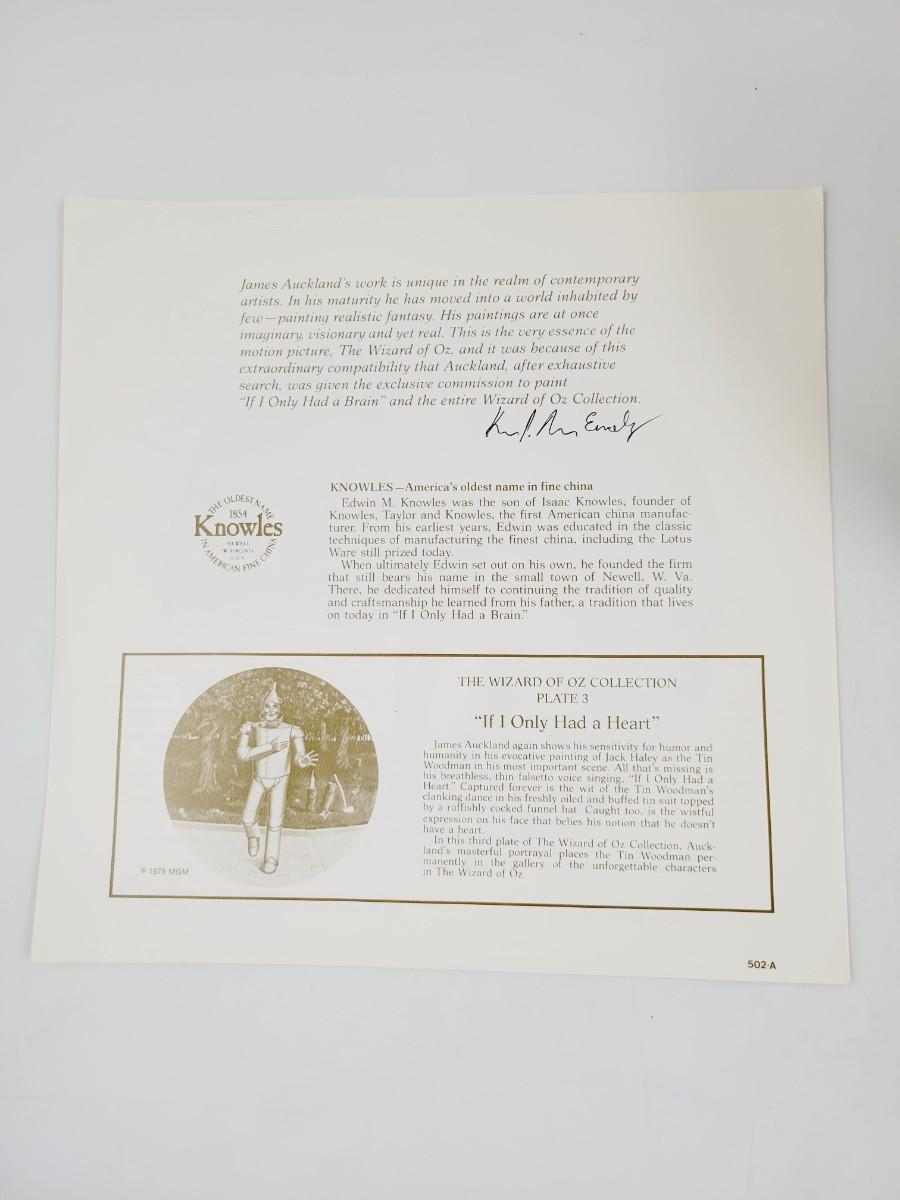 James Auckland's work is unique in the realm of contemporary
artists. In his maturity he has moved into a world inhabited by
few—painting realistic fantasy. His paintings are at once
imaginary, visionary and yet real. This is the very essence of the
motion picture, The Wizard of Oz, and it was because of this
extraordinary compatibility that Auckland, after exhaustive
search, was given the exclusive commission to paint
"If I Only Had a Brain" and the entire Wizard of Oz Collection.
THE OLDEST NAME
1854
Knowles
NEWELL
W. VIRGINIA
U.S.A.
IN AMERICAN FINE CHINA
KNOWLES—America's oldest name in fine china
Edwin M. Knowles was the son of Isaac Knowles, founder of
Knowles, Taylor and Knowles, the first American china manufac-
turer. From his earliest years, Edwin was educated in the classic
techniques of manufacturing the finest china, including the Lotus
Ware still prized today.
When ultimately Edwin set out on his own, he founded the firm
that still bears his name in the small town of Newell, W. Va.
There, he dedicated himself to continuing the tradition of quality
and craftsmanship he learned from his father, a tradition that lives
on today in "If I Only Had a Brain."
© 1978 MGM
THE WIZARD OF OZ COLLECTION
PLATE 3
"If I Only Had a Heart"
James Auckland again shows his sensitivity for humor and
humanity in his evocative painting of Jack Haley as the Tin
Woodman in his most important scene. All that's missing is
his breathless, thin falsetto voice singing, "If I Only Had a
Heart." Captured forever is the wit of the Tin Woodman's
clanking dance in his freshly oiled and buffed tin suit topped
by a raffishly cocked funnel hat. Caught too, is the wistful
expression on his face that belies his notion that he doesn't
have a heart.
In this third plate of The Wizard of Oz Collection, Auck-
land's masterful portrayal places the Tin Woodman per-
manently in the gallery of the unforgettable characters
in The Wizard of Oz.
502-A